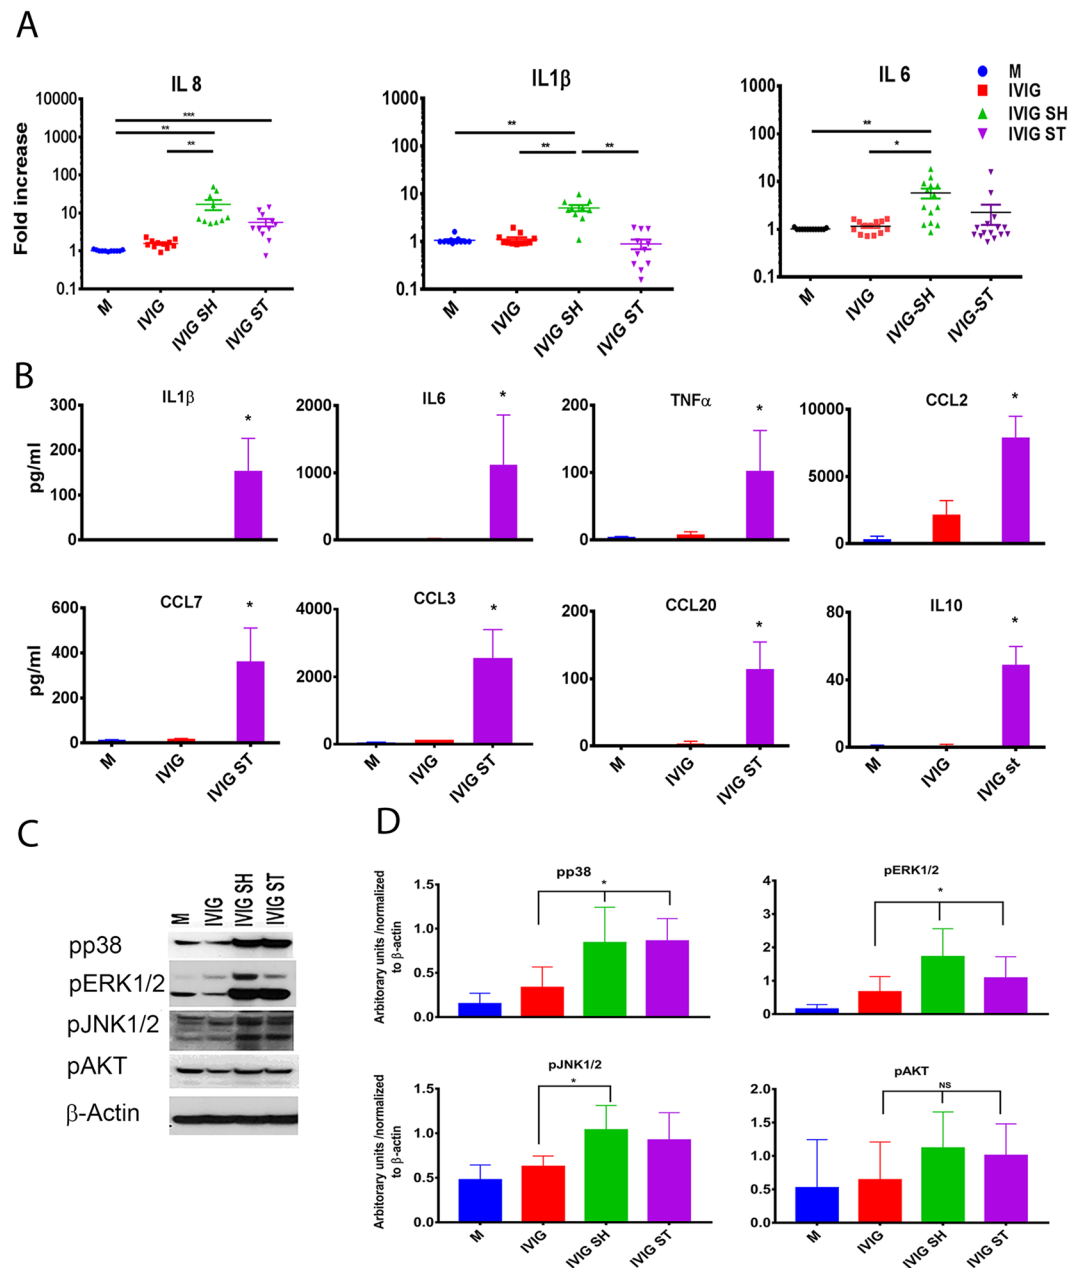 A
IL 8
IL1β
IL 6
M
IVIG
IVIG SH
IVIG ST
Fold increase
10000
1000
100
10
1
0.1
***
**
**
M
IVIG
IVIG SH
IVIG ST
1000
100
10
1
0.1
**
**
**
M
IVIG
IVIG SH
IVIG ST
1000
100
10
1
0.1
**
*
M
IVIG
IVIG-SH
IVIG-ST
B
IL1β
pg/ml
300
200
100
0
*
IL6
2000
1000
0
*
TNFα
200
100
0
*
CCL2
10000
5000
0
*
CCL7
pg/ml
600
400
200
0
*
M
IVIG
IVIG ST
CCL3
4000
2000
0
*
M
IVIG
IVIG ST
CCL20
200
100
0
*
M
IVIG
IVIG ST
IL10
80
40
0
*
M
IVIG
IVIG st
C
M
IVIG
IVIG SH
IVIG ST
pp38
pERK1/2
pJNK1/2
pAKT
β-Actin
D
pp38
Arbitorary units /normalized
to β-actin
1.5
1.0
0.5
0.0
*
pERK1/2
4
3
2
1
0
*
pJNK1/2
Arbitorary units /normalized
to β-actin
1.5
1.0
0.5
0.0
*
M
IVIG
IVIG SH
IVIG ST
pAKT
2.0
1.5
1.0
0.5
0.0
NS
M
IVIG
IVIG SH
IVIG ST